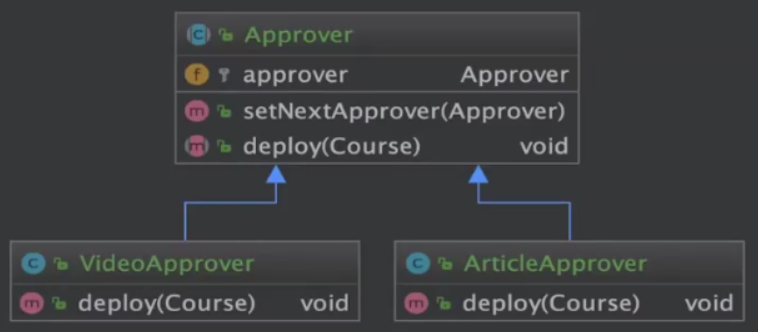 Approver
approver Approver
setNextApprover(Approver)
deploy(Course) void
VideoApprover
deploy(Course) void
ArticleApprover
deploy(Course) void